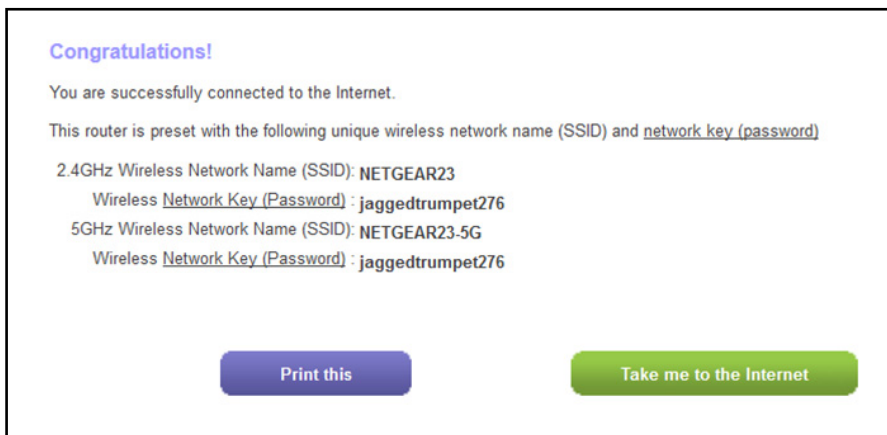 Congratulations!
You are successfully connected to the Internet.
This router is preset with the following unique wireless network name (SSID) and network key (password)
2.4GHz Wireless Network Name (SSID): NETGEAR23
Wireless Network Key (Password) : jaggedtrumpet276
5GHz Wireless Network Name (SSID): NETGEAR23-5G
Wireless Network Key (Password) : jaggedtrumpet276
Print this
Take me to the Internet